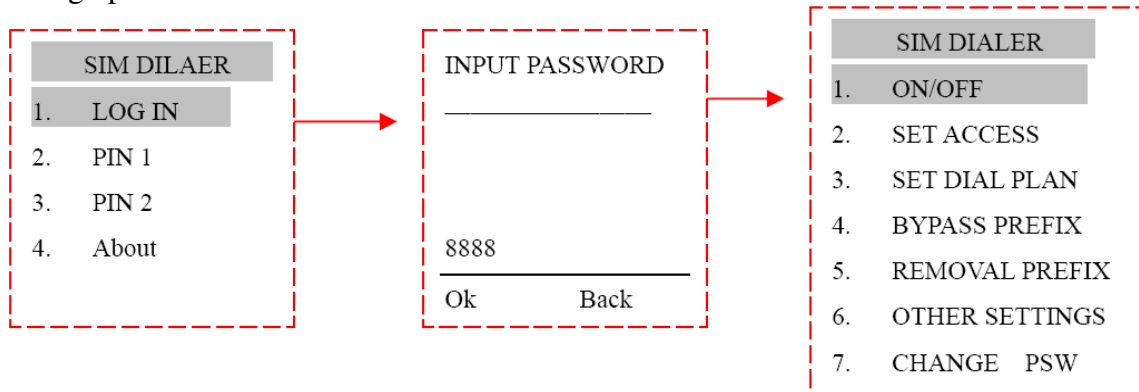 SIM DILAER
1. LOG IN
2. PIN 1
3. PIN 2
4. About
INPUT PASSWORD
8888
Ok Back
SIM DIALER
1. ON/OFF
2. SET ACCESS
3. SET DIAL PLAN
4. BYPASS PREFIX
5. REMOVAL PREFIX
6. OTHER SETTINGS
7. CHANGE PSW